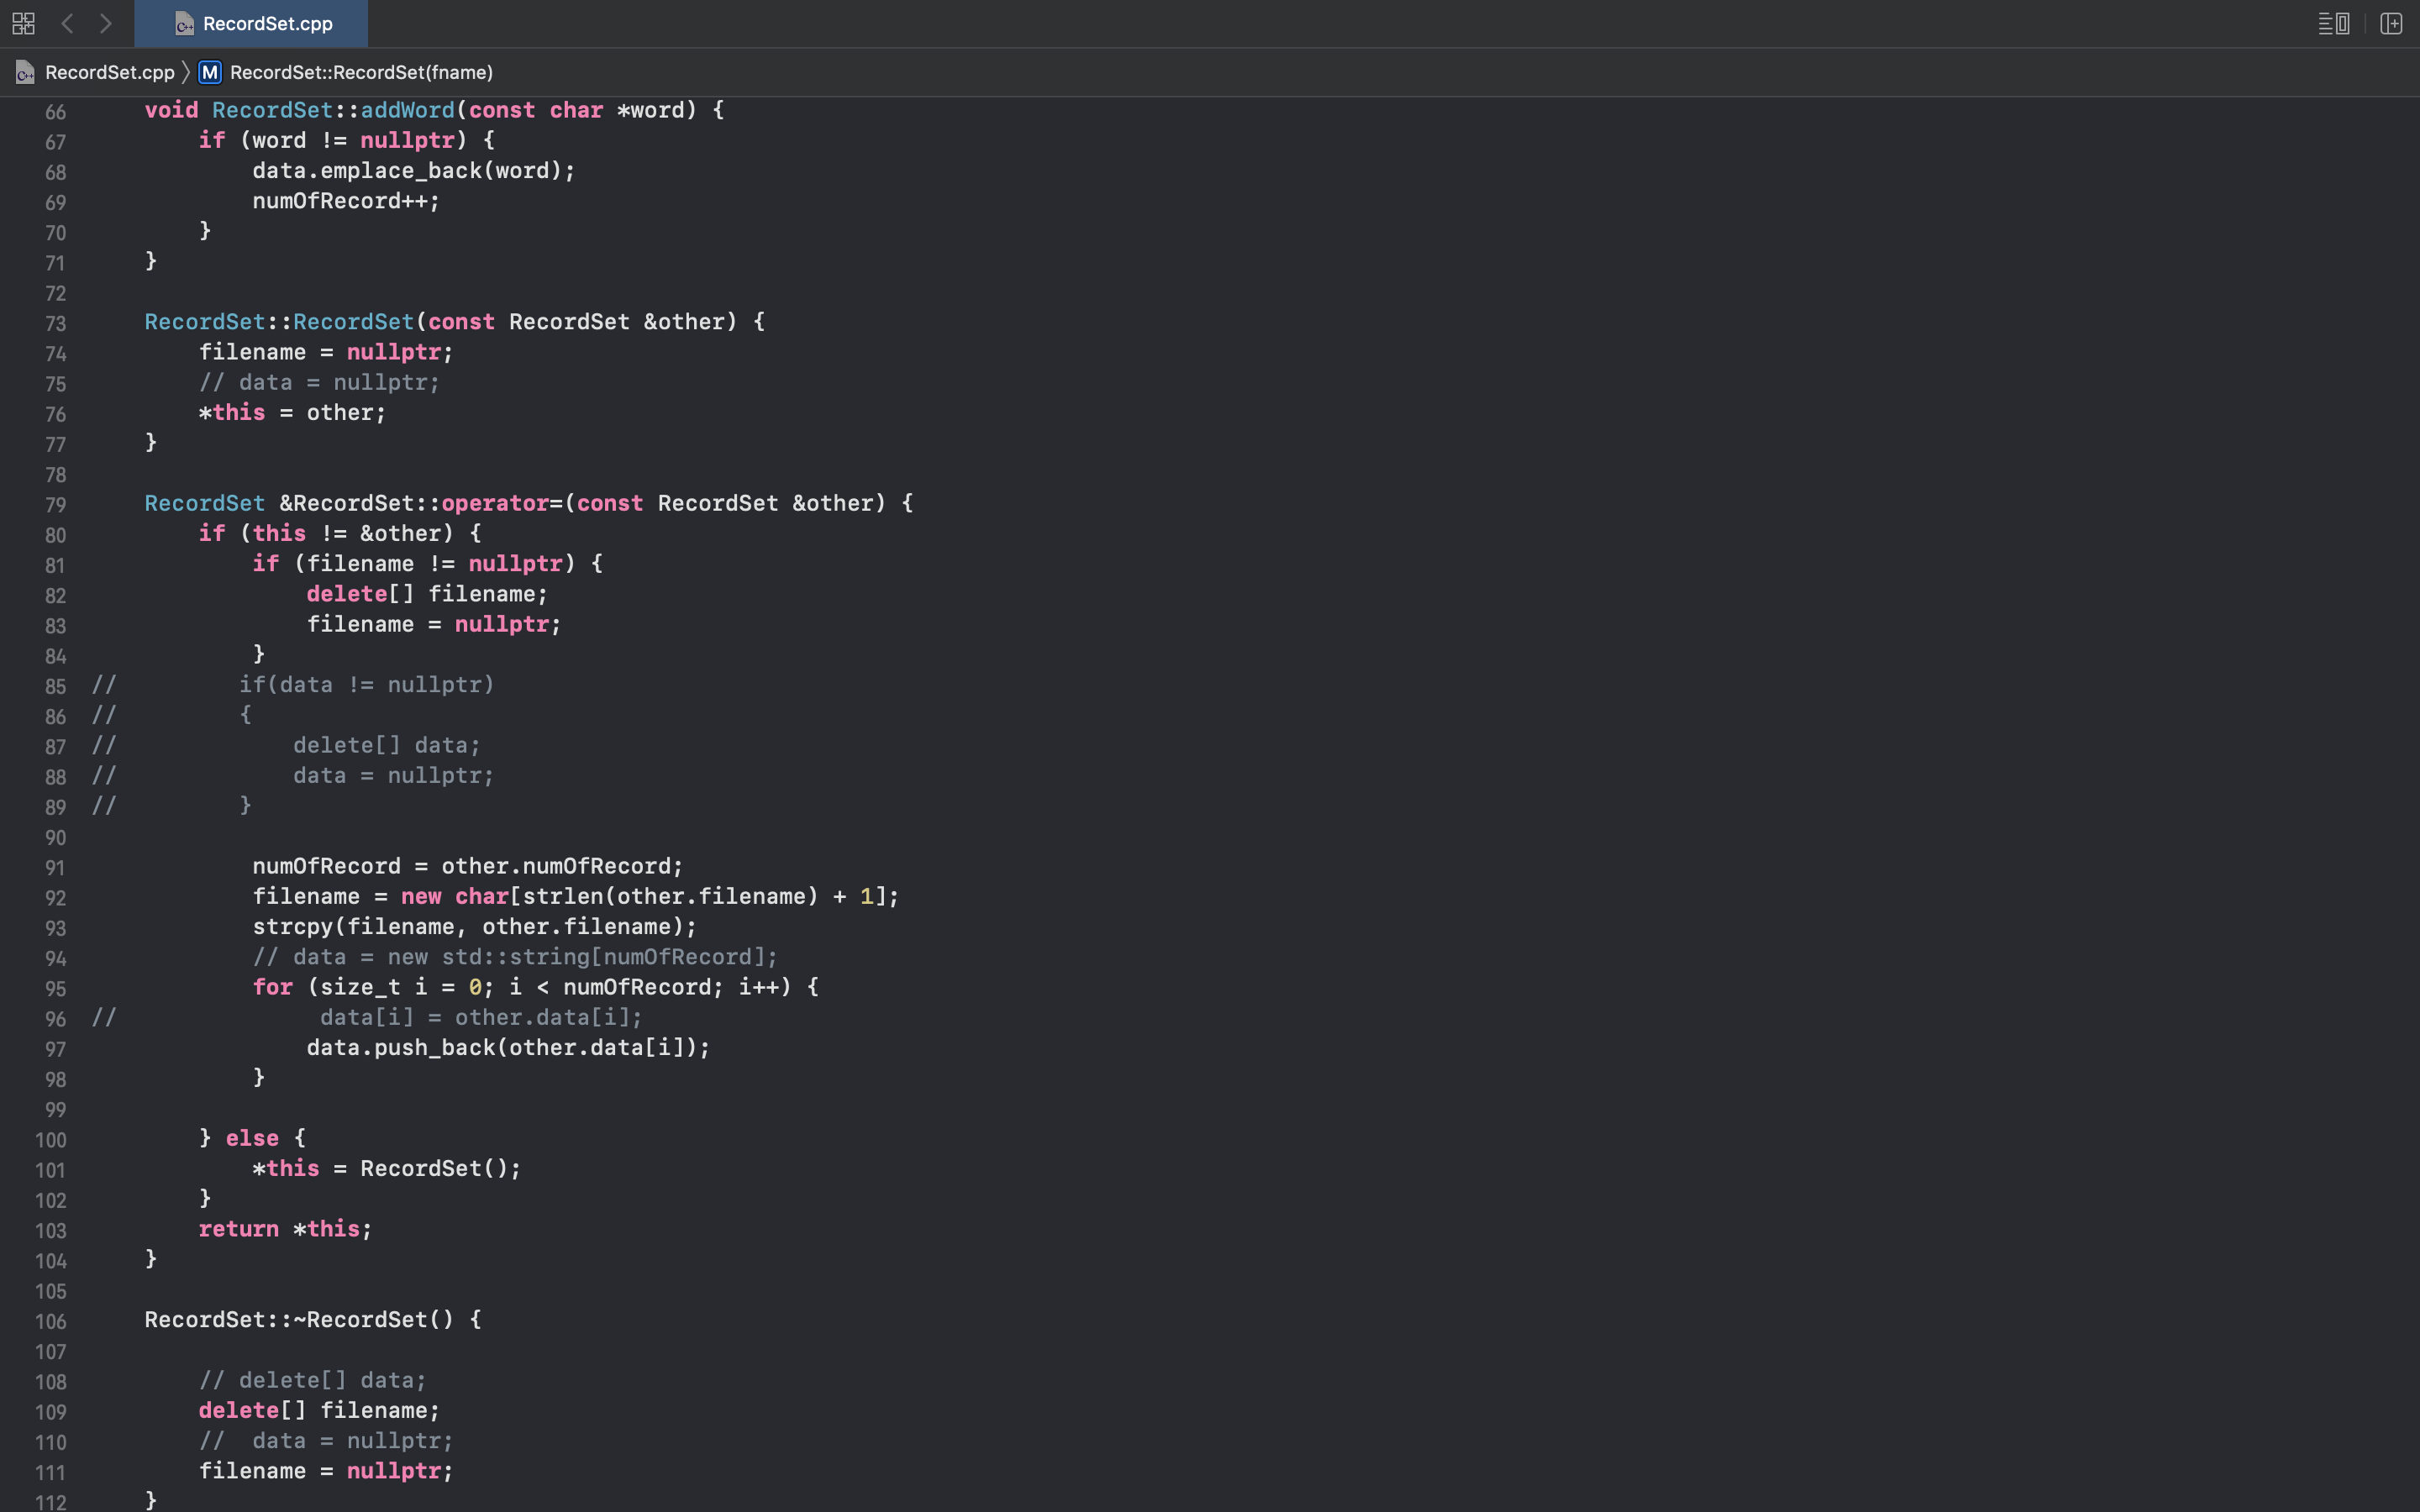 RecordSet.cpp
RecordSet.cpp 〉 M RecordSet::RecordSet(fname)
66 void RecordSet::addWord(const char *word) {
67 if (word != nullptr) {
68 data.emplace_back(word);
69 numOfRecord++;
70 }
71 }
72
73 RecordSet::RecordSet(const RecordSet &other) {
74 filename = nullptr;
75 // data = nullptr;
76 *this = other;
77 }
78
79 RecordSet &RecordSet::operator=(const RecordSet &other) {
80 if (this != &other) {
81 if (filename != nullptr) {
82 delete[] filename;
83 filename = nullptr;
84 }
85 // if(data != nullptr)
86 // {
87 // delete[] data;
88 // data = nullptr;
89 // }
90
91 numOfRecord = other.numOfRecord;
92 filename = new char[strlen(other.filename) + 1];
93 strcpy(filename, other.filename);
94 // data = new std::string[numOfRecord];
95 for (size_t i = 0; i < numOfRecord; i++) {
96 // data[i] = other.data[i];
97 data.push_back(other.data[i]);
98 }
99
100 } else {
101 *this = RecordSet();
102 }
103 return *this;
104 }
105
106 RecordSet::~RecordSet() {
107
108 // delete[] data;
109 delete[] filename;
110 // data = nullptr;
111 filename = nullptr;
112 }